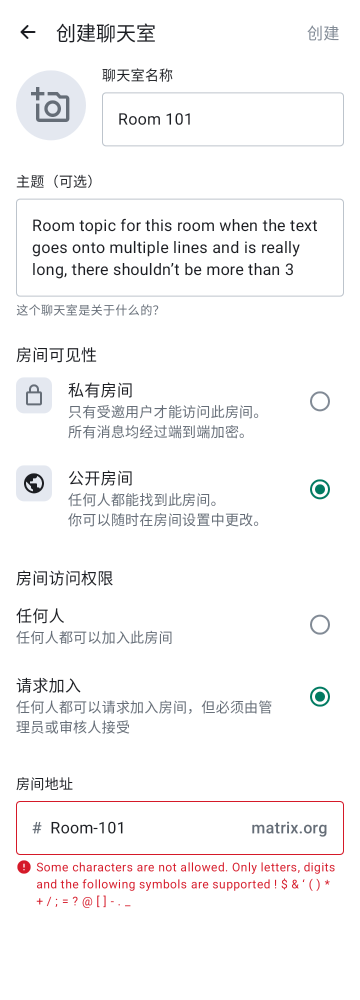 创建聊天室
创建
聊天室名称
Room 101
主题（可选）
Room topic for this room when the text
goes onto multiple lines and is really
long, there shouldn’t be more than 3
这个聊天室是关于什么的？
房间可见性
私有房间
只有受邀用户才能访问此房间。
所有消息均经过端到端加密。
公开房间
任何人都能找到此房间。
你可以随时在房间设置中更改。
房间访问权限
任何人
任何人都可以加入此房间
请求加入
任何人都可以请求加入房间，但必须由管
理员或审核人接受
房间地址
# Room-101 matrix.org
Some characters are not allowed. Only letters, digits
and the following symbols are supported ! $ & ‘ ( ) *
+ / ; = ? @ [ ] - . _